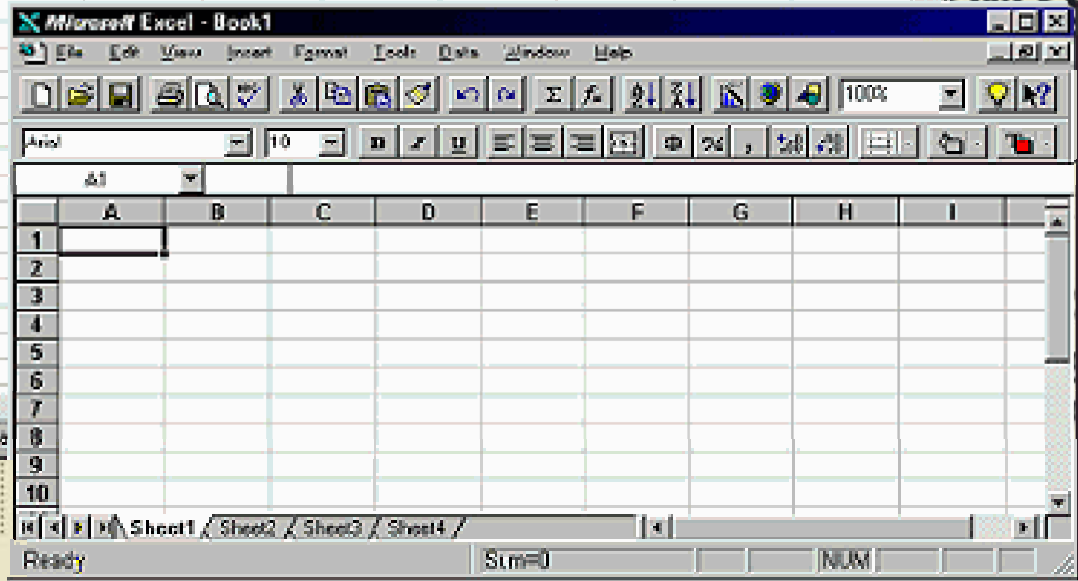 Microsoft Excel - Book1
File Edit View Insert Format Tools Data Window Help
100%
Arial 10
A1
A B C D E F G H I
1
2
3
4
5
6
7
8
9
10
Sheet1 Sheet2 Sheet3 Sheet4
Ready Sum=0 NUM